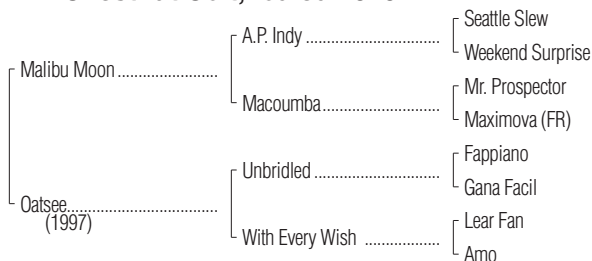 Seattle Slew
A.P. Indy
Weekend Surprise
Malibu Moon
Mr. Prospector
Macoumba
Maximova (FR)
Fappiano
Unbridled
Gana Facil
Oatsee
(1997)
Lear Fan
With Every Wish
Amo